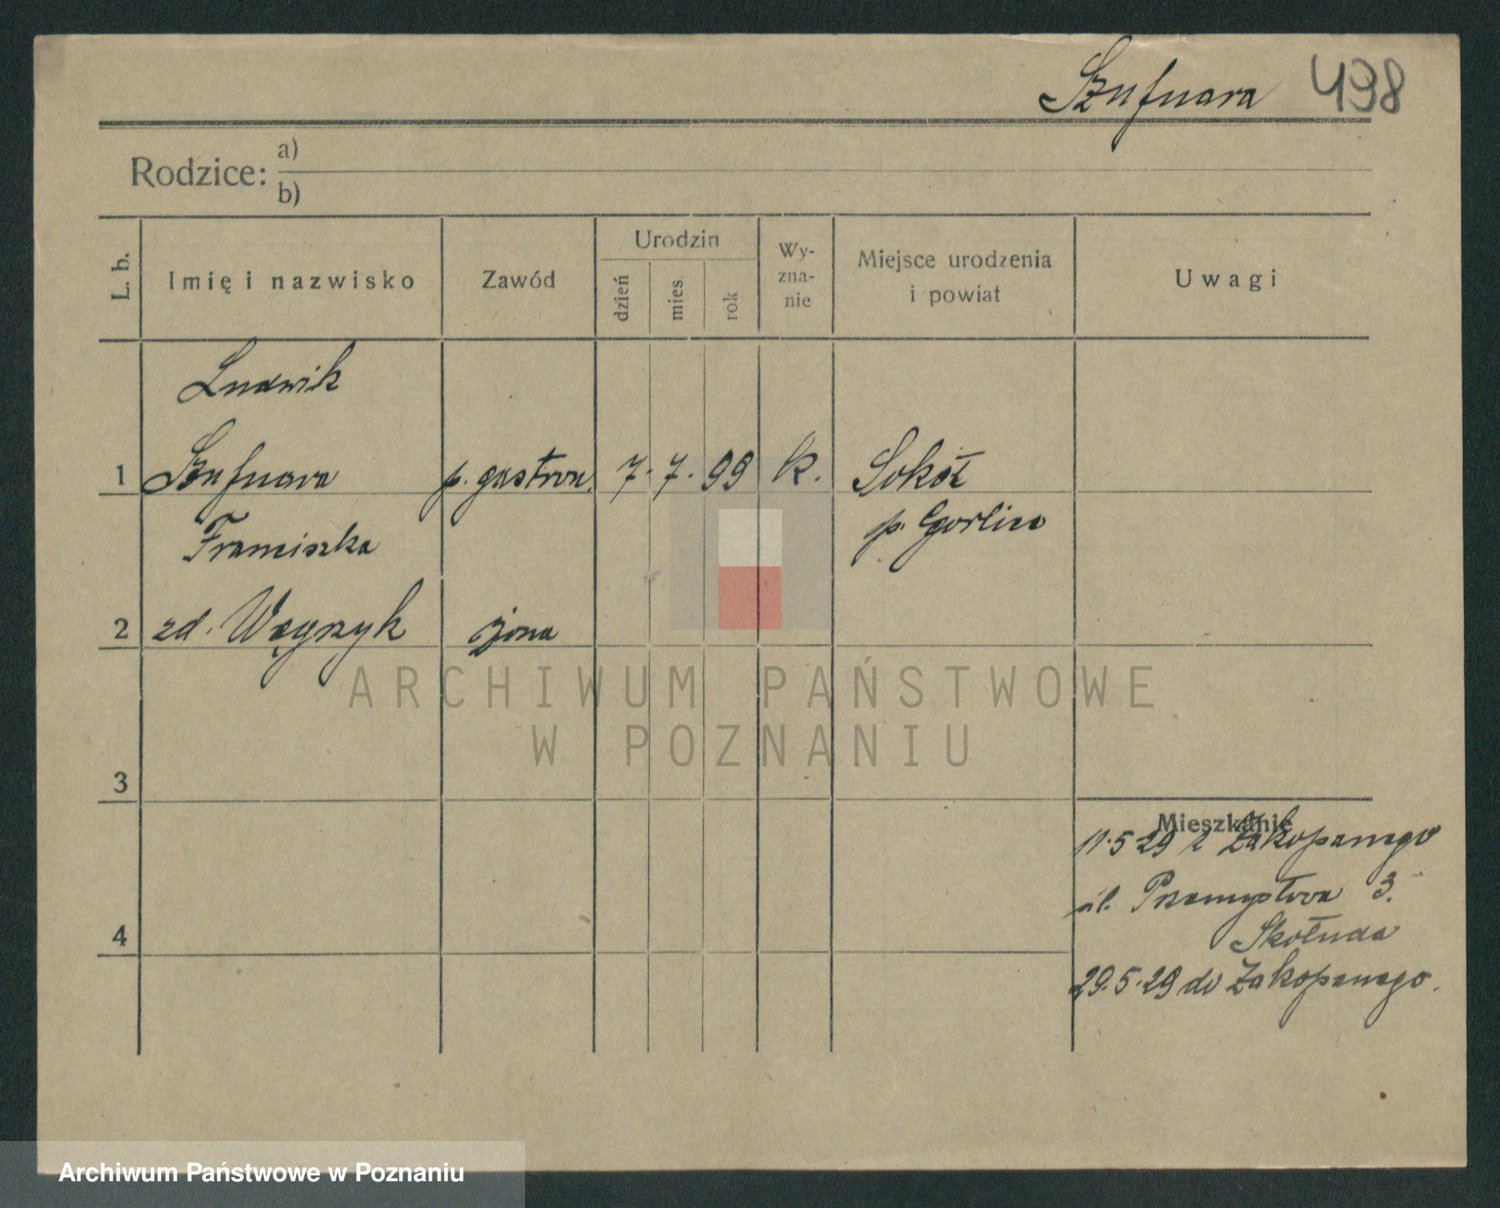 Szufnara 498
Rodzice: a)
b)
L. b.
Imię i nazwisko
Zawód
Urodzin
dzień
mies.
rok
Wy-
zna-
nie
Miejsce urodzenia
i powiat
Uwagi
Ludwik
1 Szufnara p. gastron. 7. 7. 99 k. Sokół
p. Gorlice
Franciszka
2 zd. Węgrzyk żona
3
4
Mieszkanie
11.5 29 z Zakopanego
ul. Przemysłowa 3.
Skołuda
29.5.29 do Zakopanego.
ARCHIWUM PAŃSTWOWE
W POZNANIU
Archiwum Państwowe w Poznaniu